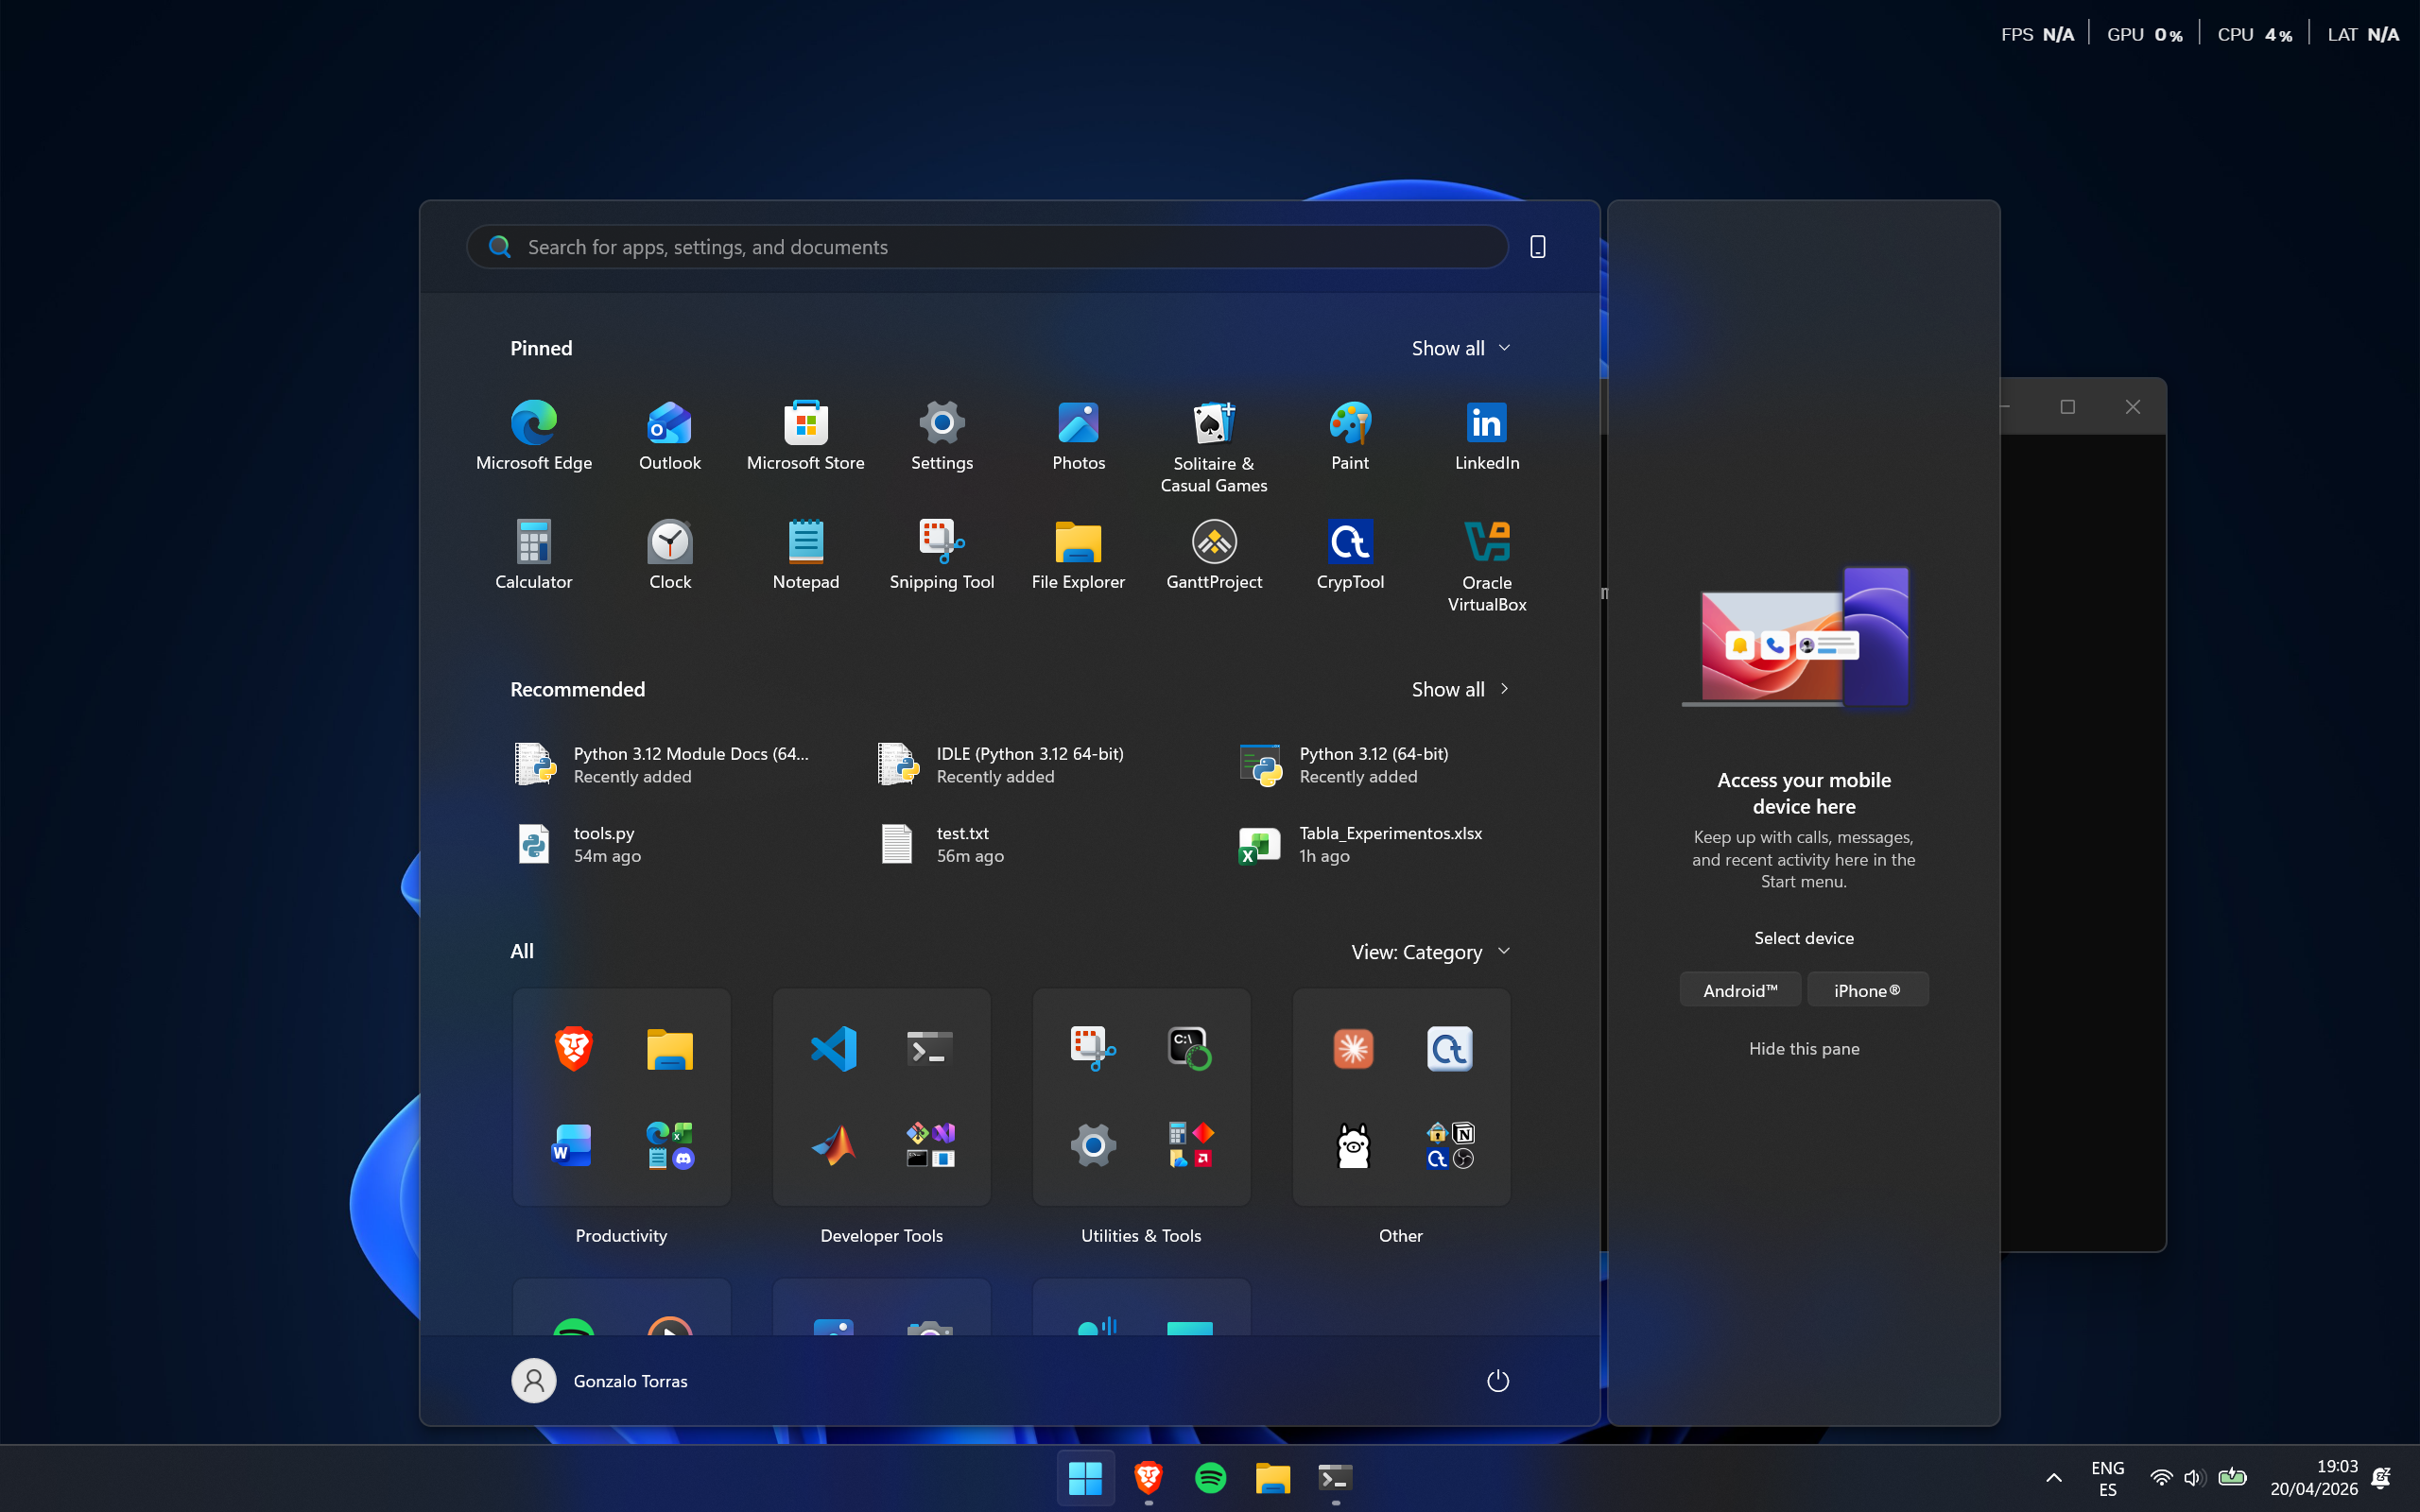 FPS N/A GPU 0% CPU 4% LAT N/A
Search for apps, settings, and documents
Pinned
Show all
Microsoft Edge
Outlook
Microsoft Store
Settings
Photos
Solitaire &
Casual Games
Paint
LinkedIn
Calculator
Clock
Notepad
Snipping Tool
File Explorer
GanttProject
CrypTool
Oracle
VirtualBox
Recommended
Show all
Python 3.12 Module Docs (64...
Recently added
IDLE (Python 3.12 64-bit)
Recently added
Python 3.12 (64-bit)
Recently added
tools.py
54m ago
test.txt
56m ago
Tabla_Experimentos.xlsx
1h ago
All
View: Category
Productivity
Developer Tools
Utilities & Tools
Other
Gonzalo Torras
Access your mobile
device here
Keep up with calls, messages,
and recent activity here in the
Start menu.
Select device
Android™
iPhone®
Hide this pane
ENG
ES
19:03
20/04/2026